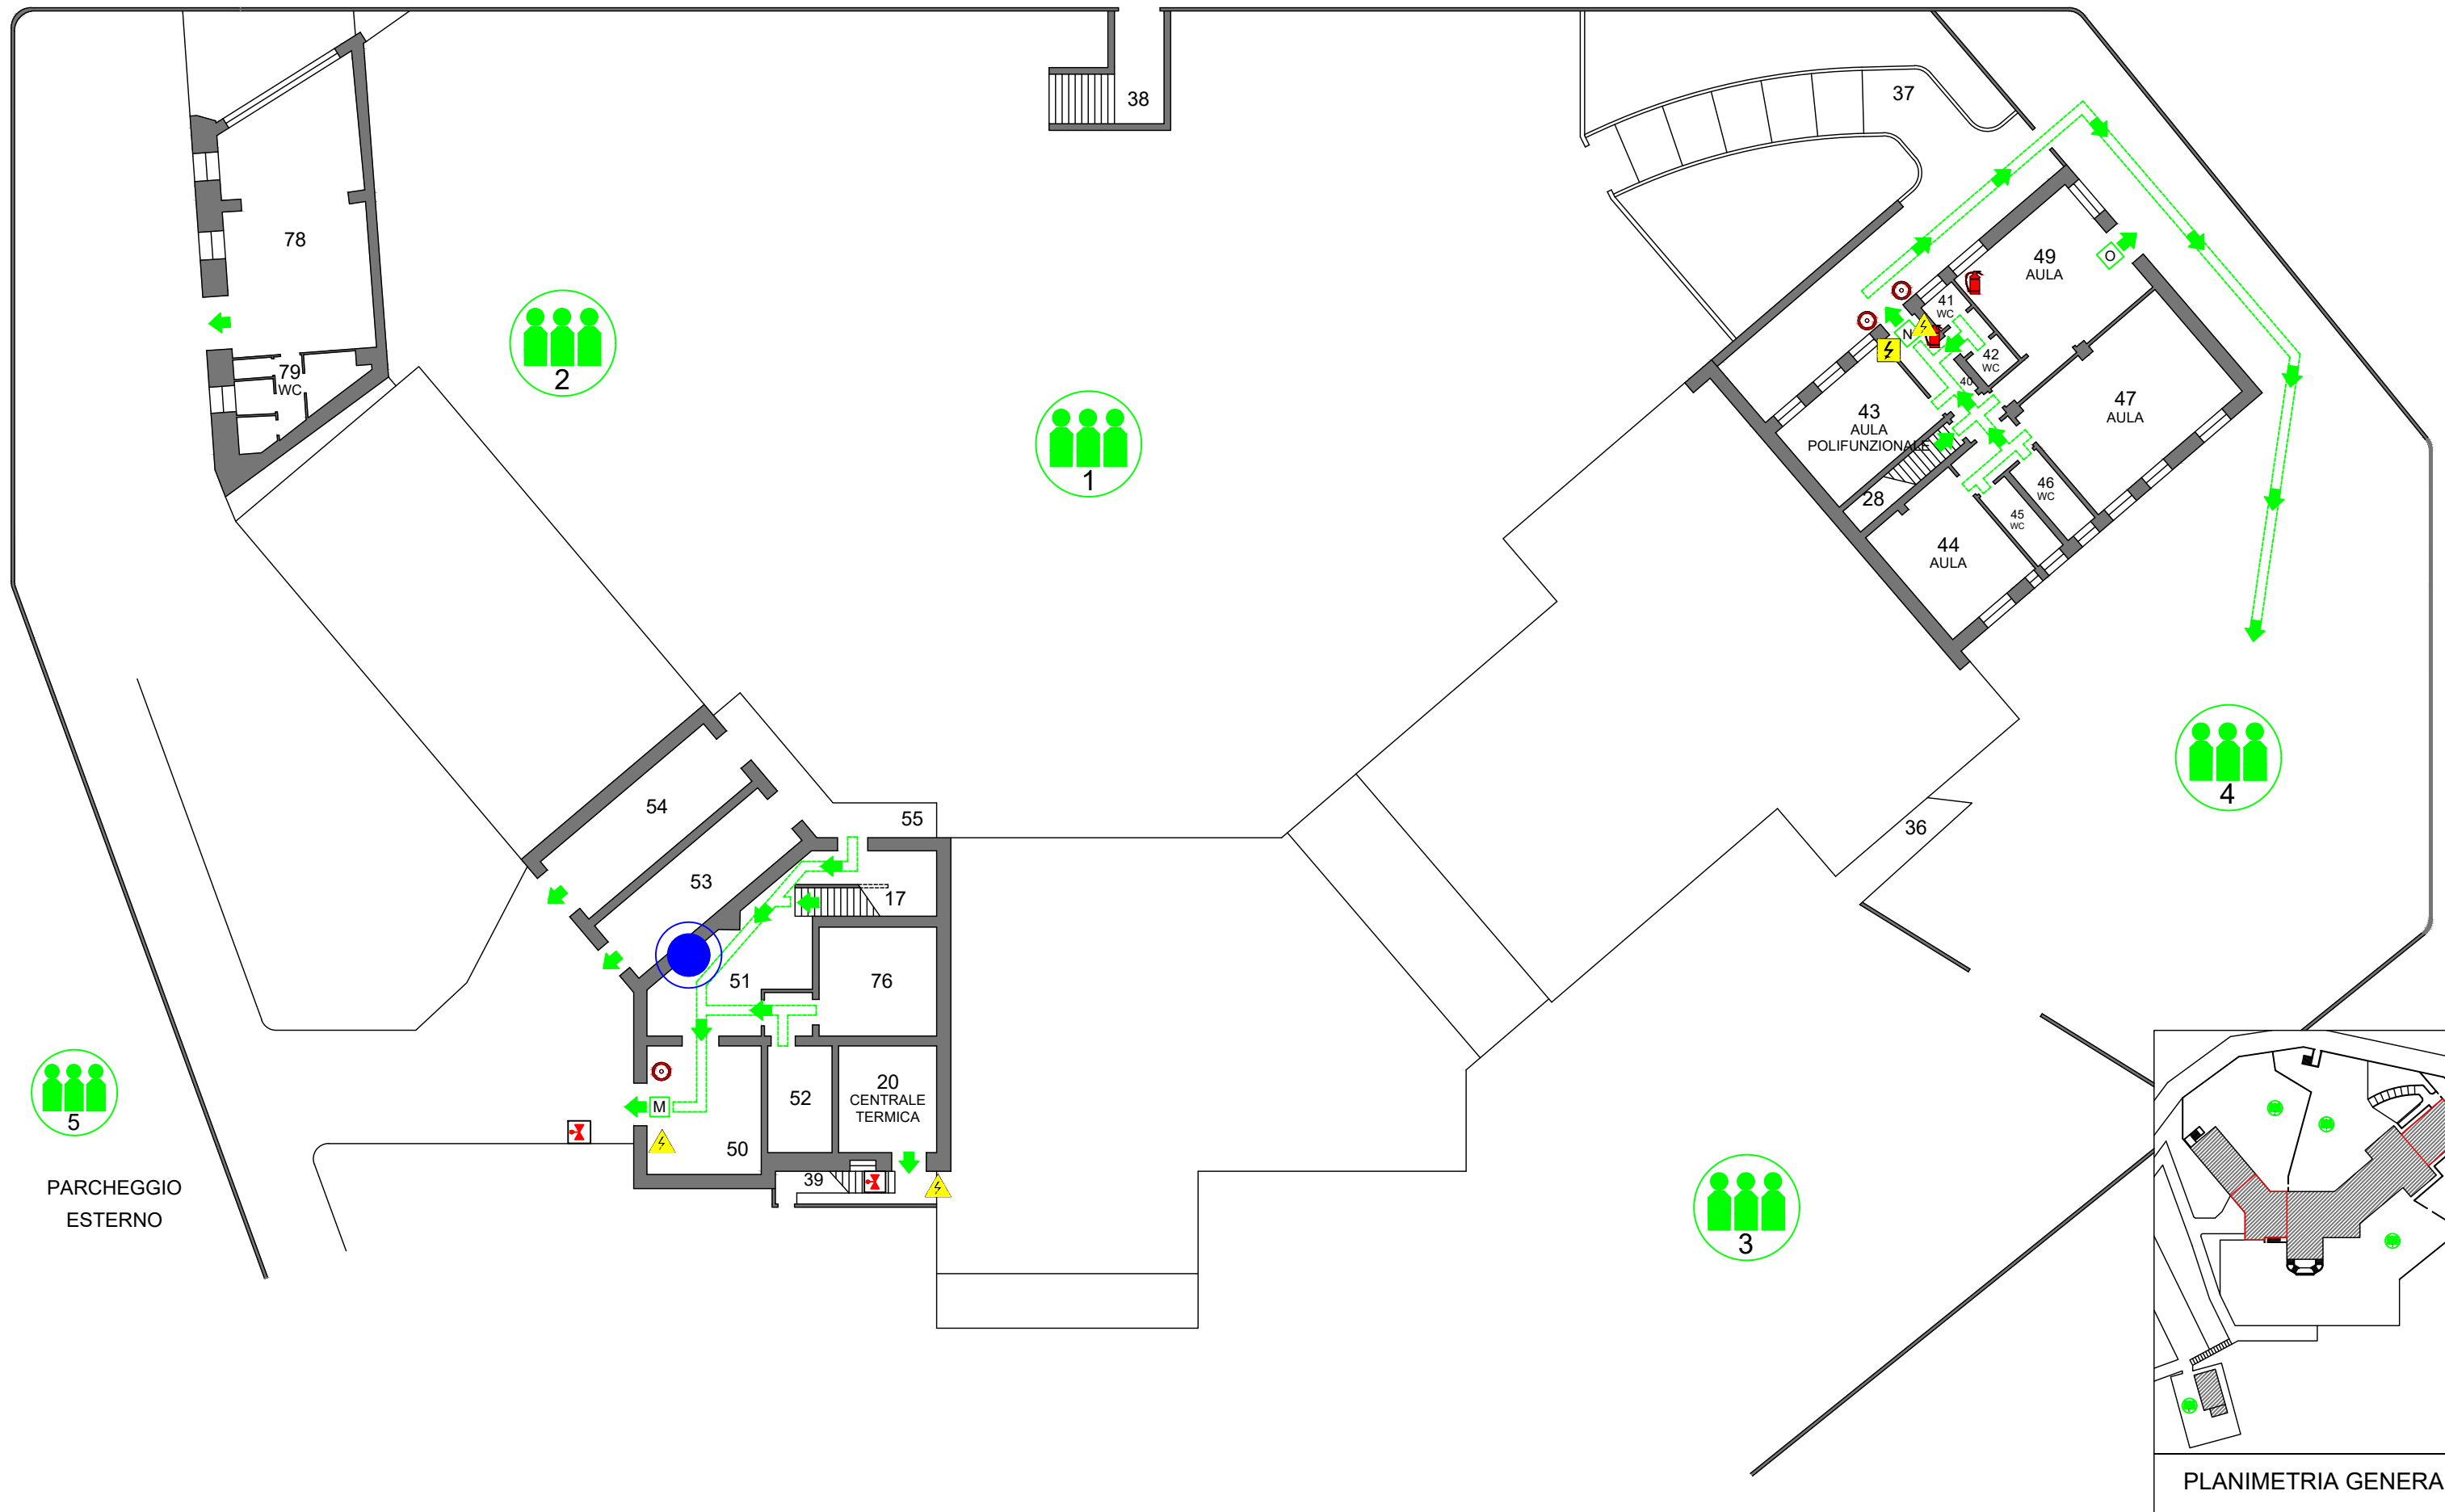 38
37
78
49
AULA
O
41
WC
N
2
42
WC
79
WC
40
43
AULA
POLIFUNZIONALE
47
AULA
1
46
WC
28
45
WC
44
AULA
4
54
55
36
53
17
51
76
20
CENTRALE
TERMICA
52
M
5
50
39
PARCHEGGIO
ESTERNO
3
PLANIMETRIA GENERA